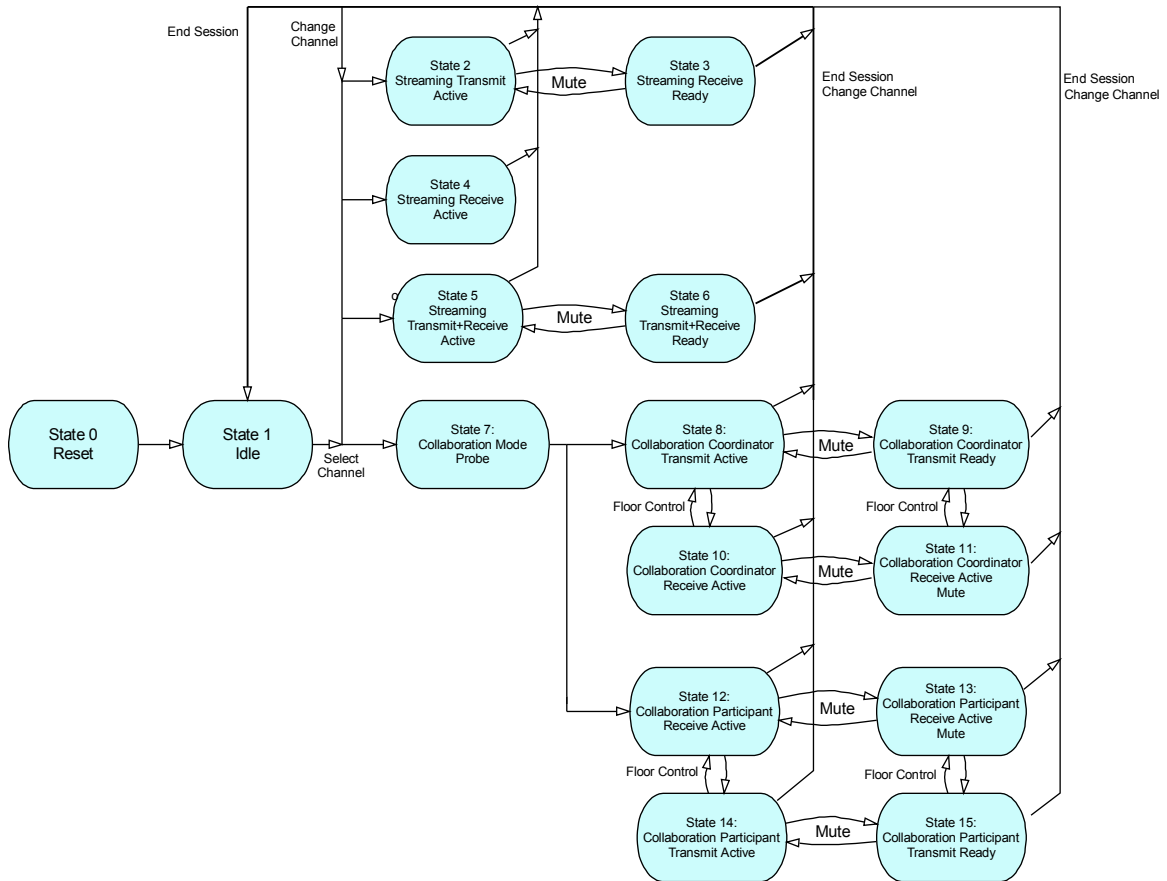 End Session
Change
Channel
State 2
Streaming Transmit
Active
Mute
State 3
Streaming Receive
Ready
End Session
Change Channel
End Session
Change Channel
State 4
Streaming Receive
Active
State 5
Streaming
Transmit+Receive
Active
Mute
State 6
Streaming
Transmit+Receive
Ready
State 0
Reset
State 1
Idle
Select
Channel
State 7:
Collaboration Mode
Probe
State 8:
Collaboration Coordinator
Transmit Active
Mute
State 9:
Collaboration Coordinator
Transmit Ready
Floor Control
Floor Control
State 10:
Collaboration Coordinator
Receive Active
Mute
State 11:
Collaboration Coordinator
Receive Active
Mute
State 12:
Collaboration Participant
Receive Active
Mute
State 13:
Collaboration Participant
Receive Active
Mute
Floor Control
Floor Control
State 14:
Collaboration Participant
Transmit Active
Mute
State 15:
Collaboration Participant
Transmit Ready